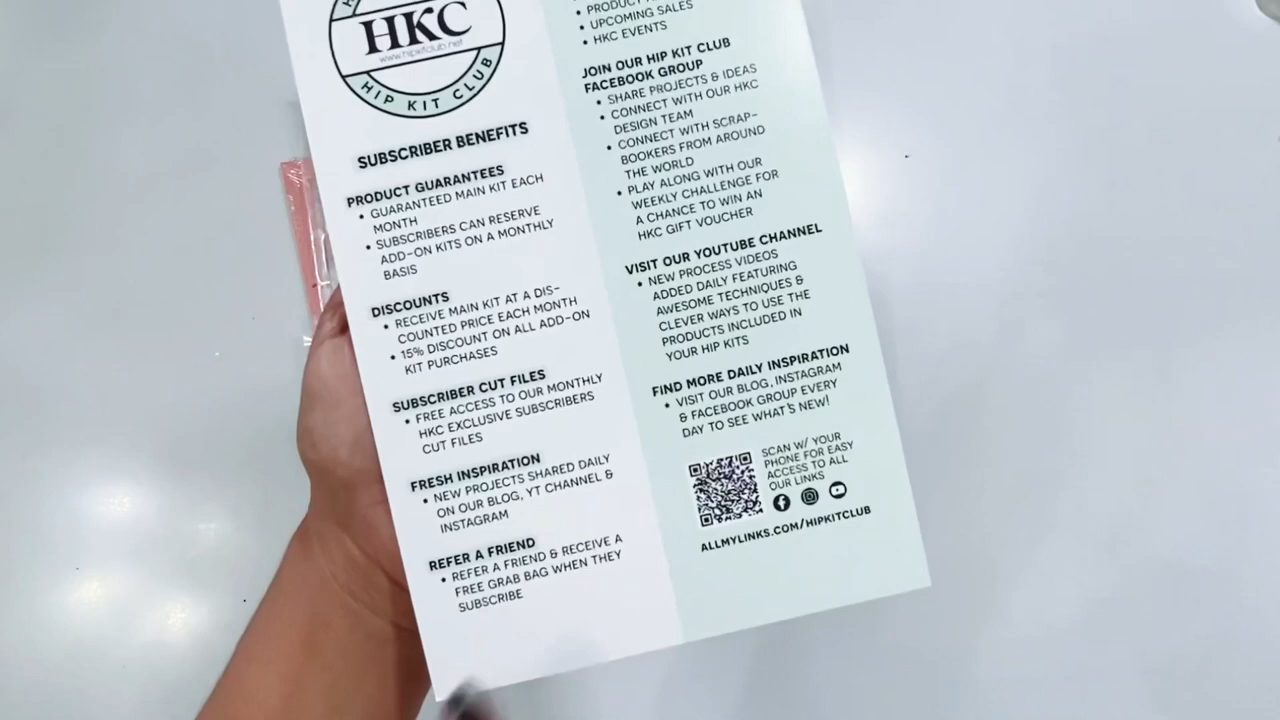 HKC
www.hipkitclub.net
HIP KIT CLUB
SUBSCRIBER BENEFITS
PRODUCT GUARANTEES
• GUARANTEED MAIN KIT EACH
MONTH
• SUBSCRIBERS CAN RESERVE
ADD-ON KITS ON A MONTHLY
BASIS
DISCOUNTS
• RECEIVE MAIN KIT AT A DIS-
COUNTED PRICE EACH MONTH
• 15% DISCOUNT ON ALL ADD-ON
KIT PURCHASES
SUBSCRIBER CUT FILES
• FREE ACCESS TO OUR MONTHLY
HKC EXCLUSIVE SUBSCRIBERS
CUT FILES
FRESH INSPIRATION
• NEW PROJECTS SHARED DAILY
ON OUR BLOG, YT CHANNEL &
INSTAGRAM
REFER A FRIEND
• REFER A FRIEND & RECEIVE A
FREE GRAB BAG WHEN THEY
SUBSCRIBE
• PRODUCT
• UPCOMING SALES
• HKC EVENTS
JOIN OUR HIP KIT CLUB
FACEBOOK GROUP
• SHARE PROJECTS & IDEAS
• CONNECT WITH OUR HKC
DESIGN TEAM
• CONNECT WITH SCRAP-
BOOKERS FROM AROUND
THE WORLD
• PLAY ALONG WITH OUR
WEEKLY CHALLENGE FOR
A CHANCE TO WIN AN
HKC GIFT VOUCHER
VISIT OUR YOUTUBE CHANNEL
• NEW PROCESS VIDEOS
ADDED DAILY FEATURING
AWESOME TECHNIQUES &
CLEVER WAYS TO USE THE
PRODUCTS INCLUDED IN
YOUR HIP KITS
FIND MORE DAILY INSPIRATION
• VISIT OUR BLOG, INSTAGRAM
& FACEBOOK GROUP EVERY
DAY TO SEE WHAT'S NEW!
SCAN W/ YOUR
PHONE FOR EASY
ACCESS TO ALL
OUR LINKS
ALLMYLINKS.COM/HIPKITCLUB